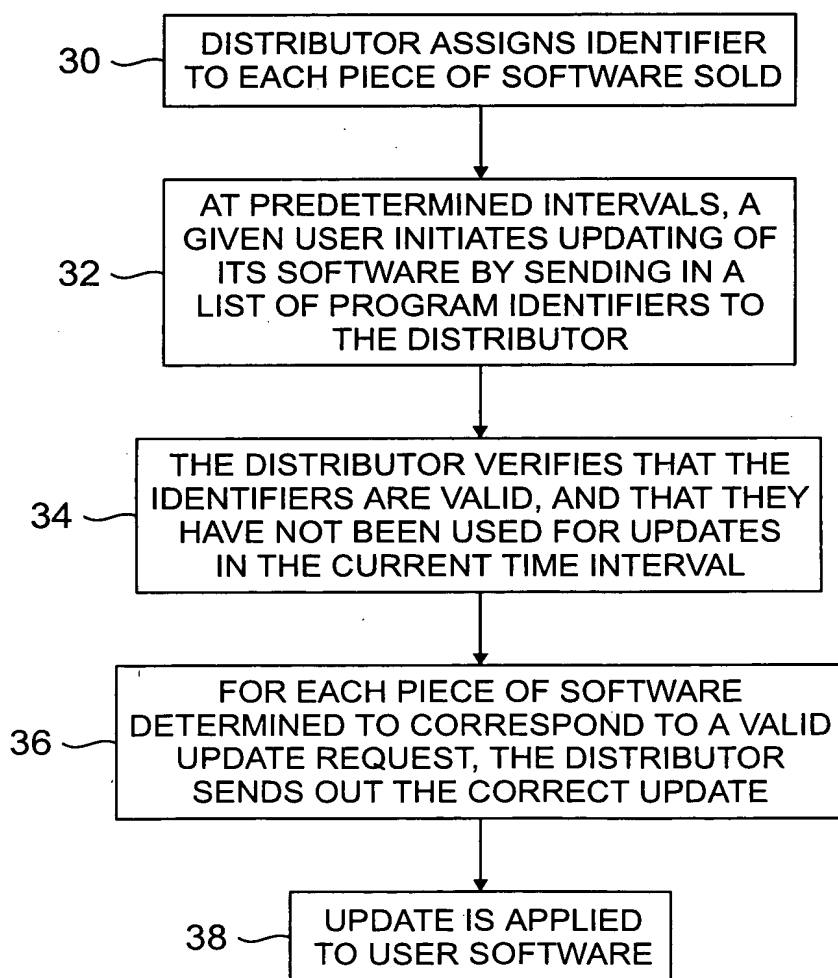 30
DISTRIBUTOR ASSIGNS IDENTIFIER
TO EACH PIECE OF SOFTWARE SOLD
32
AT PREDETERMINED INTERVALS, A
GIVEN USER INITIATES UPDATING OF
ITS SOFTWARE BY SENDING IN A
LIST OF PROGRAM IDENTIFIERS TO
THE DISTRIBUTOR
34
THE DISTRIBUTOR VERIFIES THAT THE
IDENTIFIERS ARE VALID, AND THAT THEY
HAVE NOT BEEN USED FOR UPDATES
IN THE CURRENT TIME INTERVAL
36
FOR EACH PIECE OF SOFTWARE
DETERMINED TO CORRESPOND TO A VALID
UPDATE REQUEST, THE DISTRIBUTOR
SENDS OUT THE CORRECT UPDATE
38
UPDATE IS APPLIED
TO USER SOFTWARE